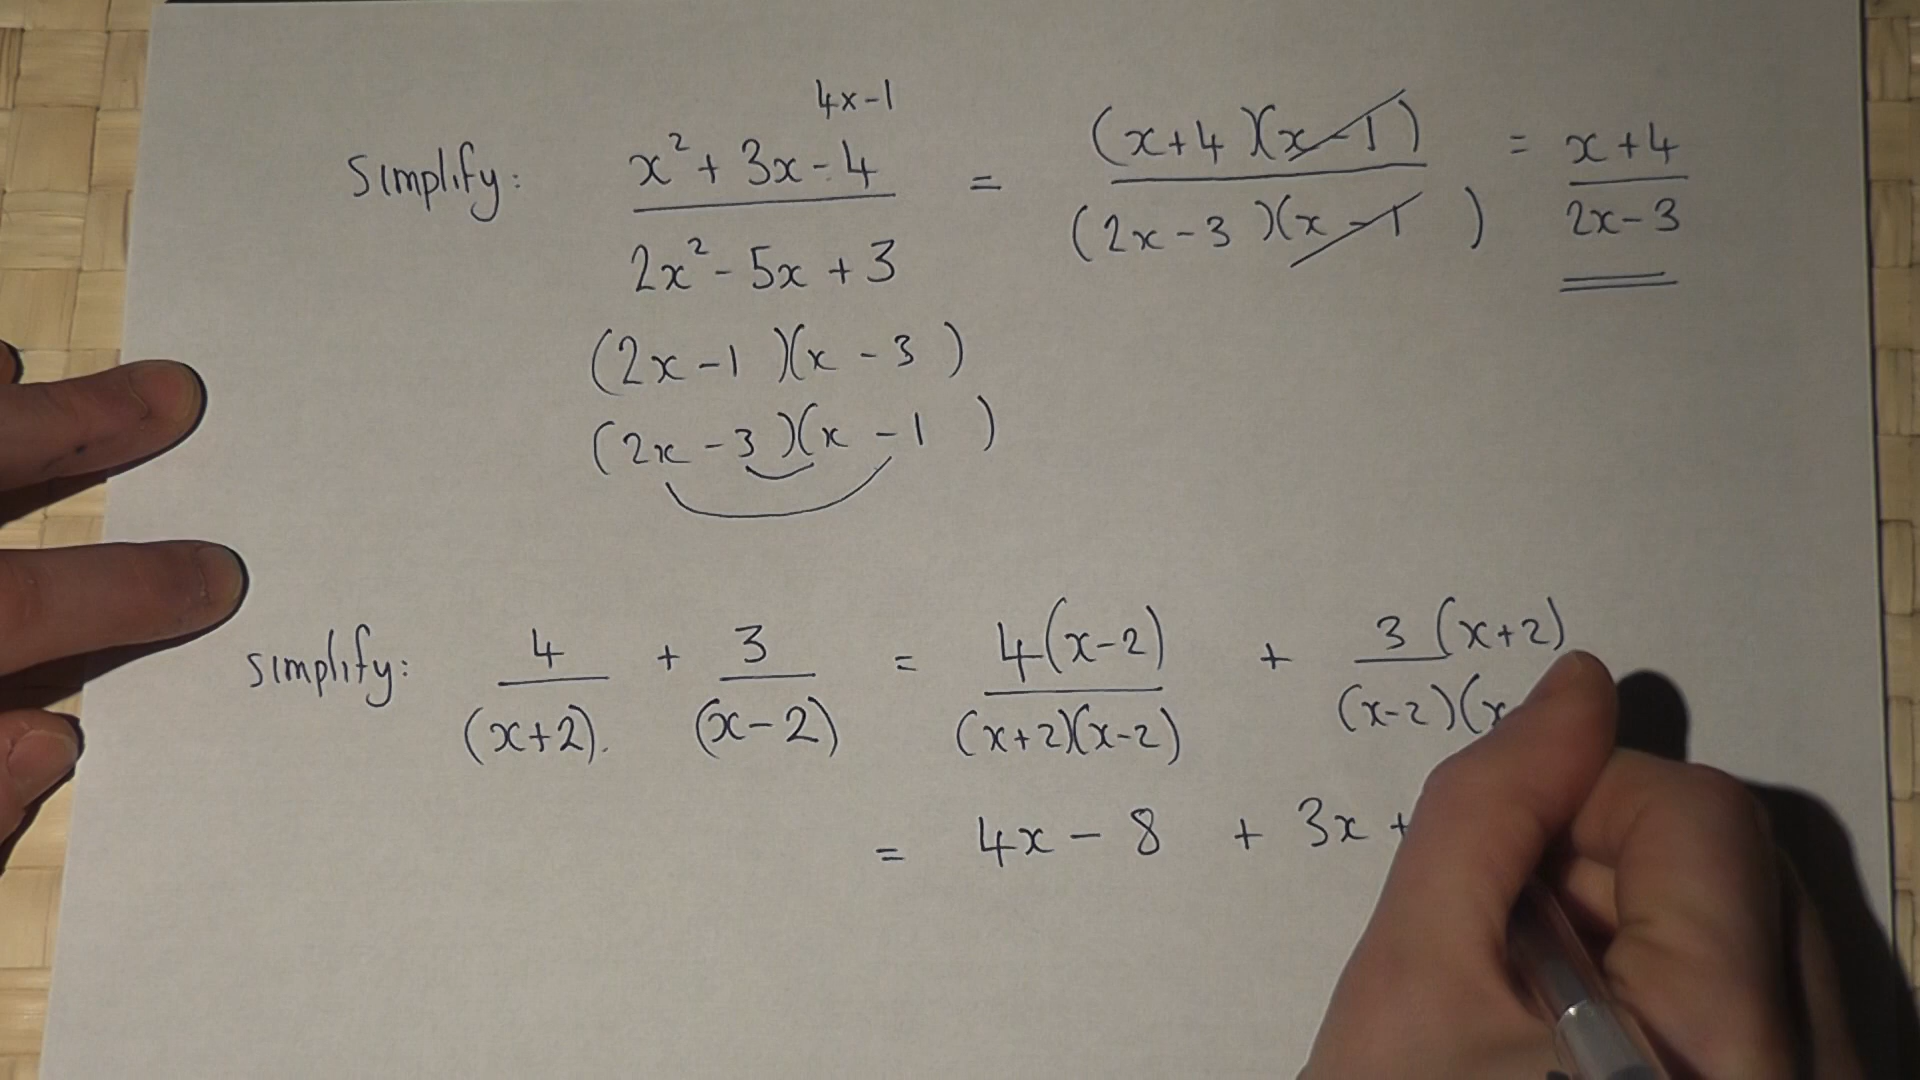 4x-1
Simplify: x² + 3x - 4 / 2x² - 5x + 3 = (x+4)(x-1) / (2x-3)(x-1) = x+4 / 2x-3
(2x-1)(x-3)
(2x-3)(x-1)
Simplify: 4 / (x+2). + 3 / (x-2) = 4(x-2) / (x+2)(x-2) + 3(x+2) / (x-2)(x
= 4x - 8 + 3x +